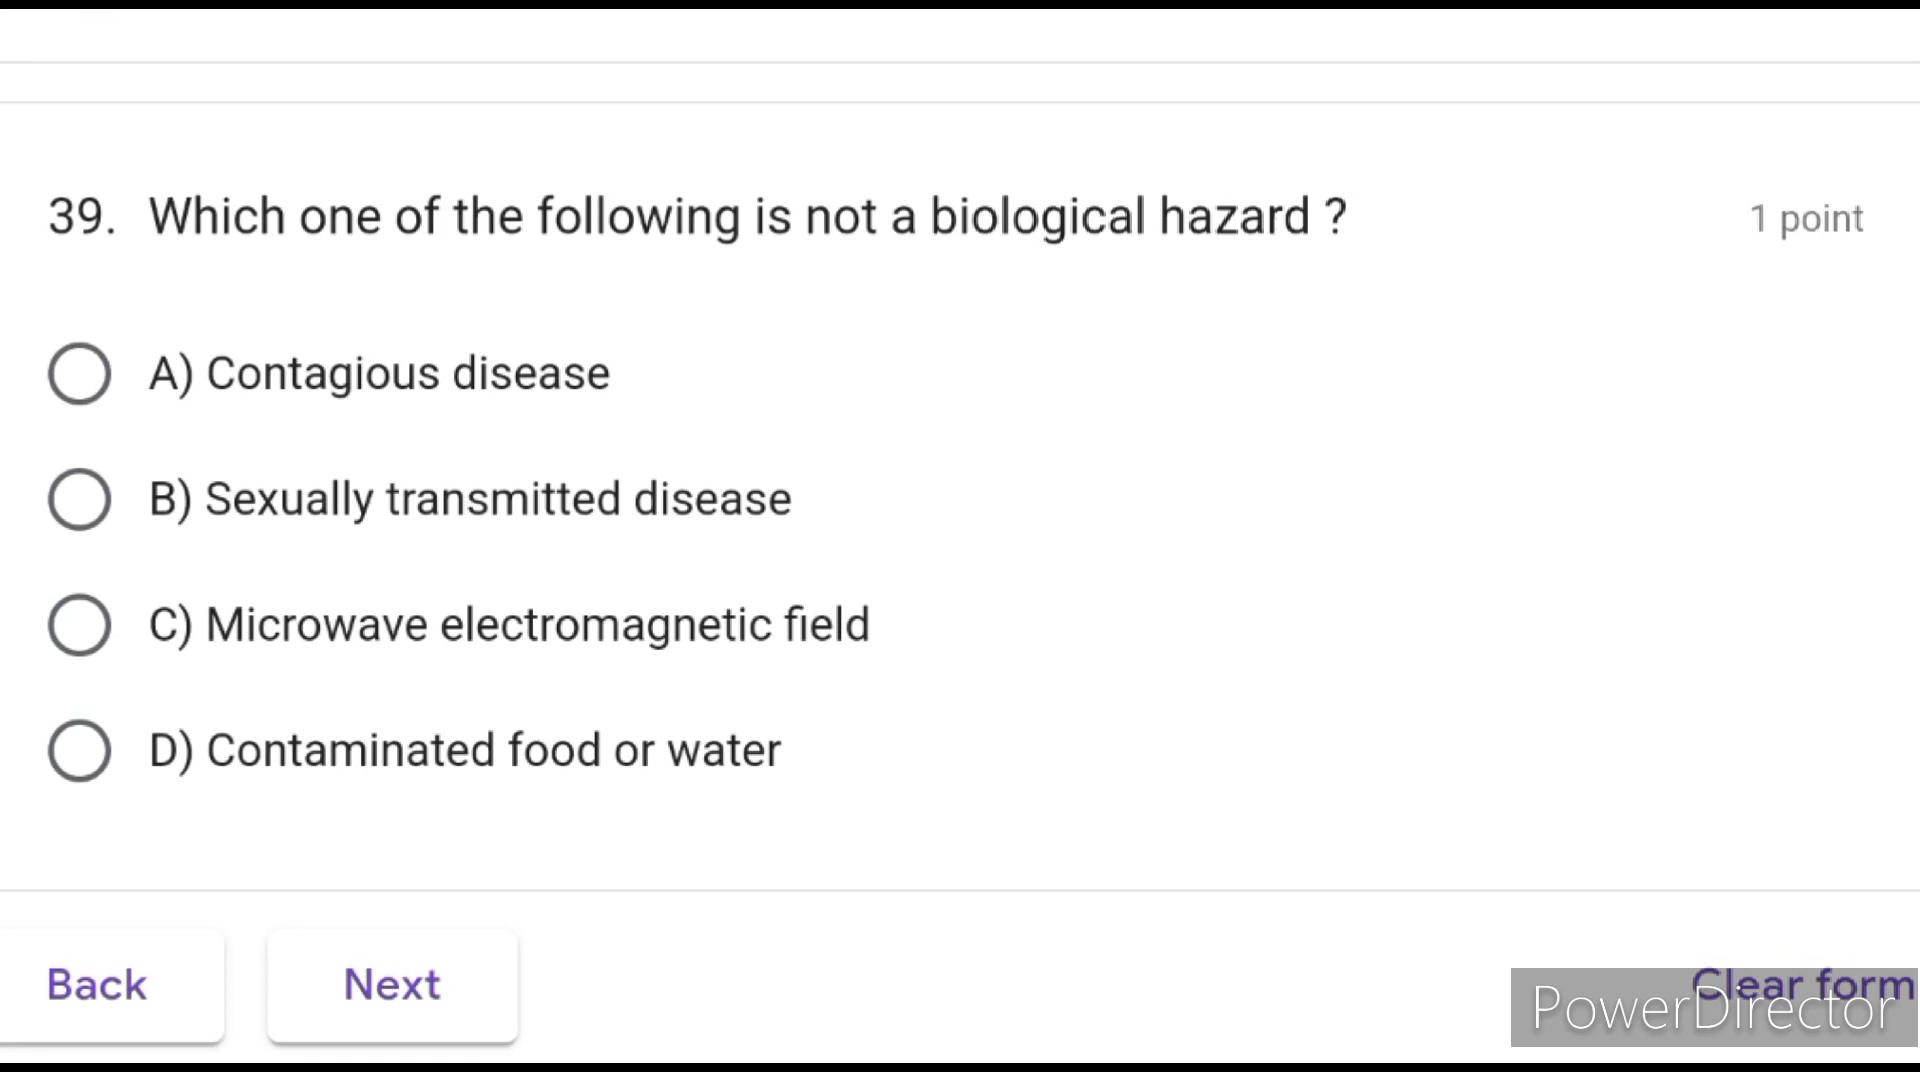 39. Which one of the following is not a biological hazard ?
1 point
A) Contagious disease
B) Sexually transmitted disease
C) Microwave electromagnetic field
D) Contaminated food or water
Back
Next
Clear form
PowerDirector